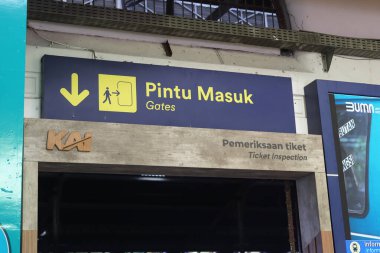 Pintu Masuk
Gates
KAI
Pemeriksaan tiket
Ticket Inspection
BUMN